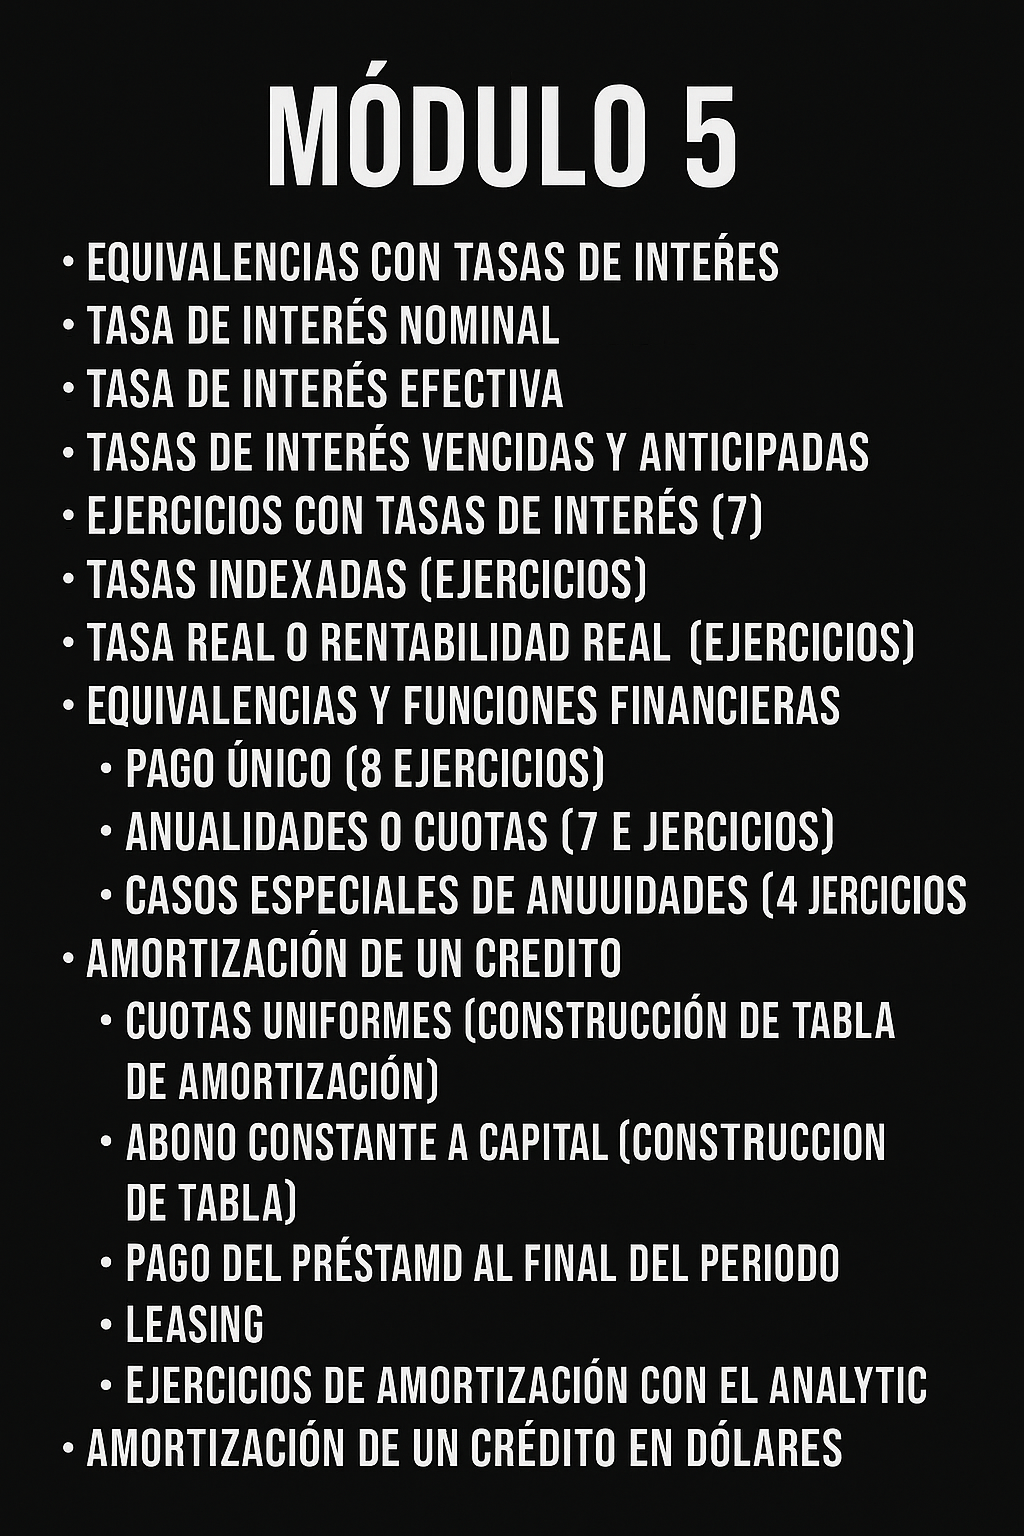 MÓDULO 5
• EQUIVALENCIAS CON TASAS DE INTEŔES
• TASA DE INTERÉS NOMINAL
• TASA DE INTERÉS EFECTIVA
• TASAS DE INTERÉS VENCIDAS Y ANTICIPADAS
• EJERCICIOS CON TASAS DE INTERÉS (7)
• TASAS INDEXADAS (EJERCICIOS)
• TASA REAL O RENTABILIDAD REAL (EJERCICIOS)
• EQUIVALENCIAS Y FUNCIONES FINANCIERAS
• PAGO ÚNICO (8 EJERCICIOS)
• ANUALIDADES O CUOTAS (7 E JERCICIOS)
• CASOS ESPECIALES DE ANUUIDADES (4 JERCICIOS
• AMORTIZACIÓN DE UN CREDITO
• CUOTAS UNIFORMES (CONSTRUCCIÓN DE TABLA
DE AMORTIZACIÓN)
• ABONO CONSTANTE A CAPITAL (CONSTRUCCION
DE TABLA)
• PAGO DEL PRÉSTAMD AL FINAL DEL PERIODO
• LEASING
• EJERCICIOS DE AMORTIZACIÓN CON EL ANALYTIC
• AMORTIZACIÓN DE UN CRÉDITO EN DÓLARES